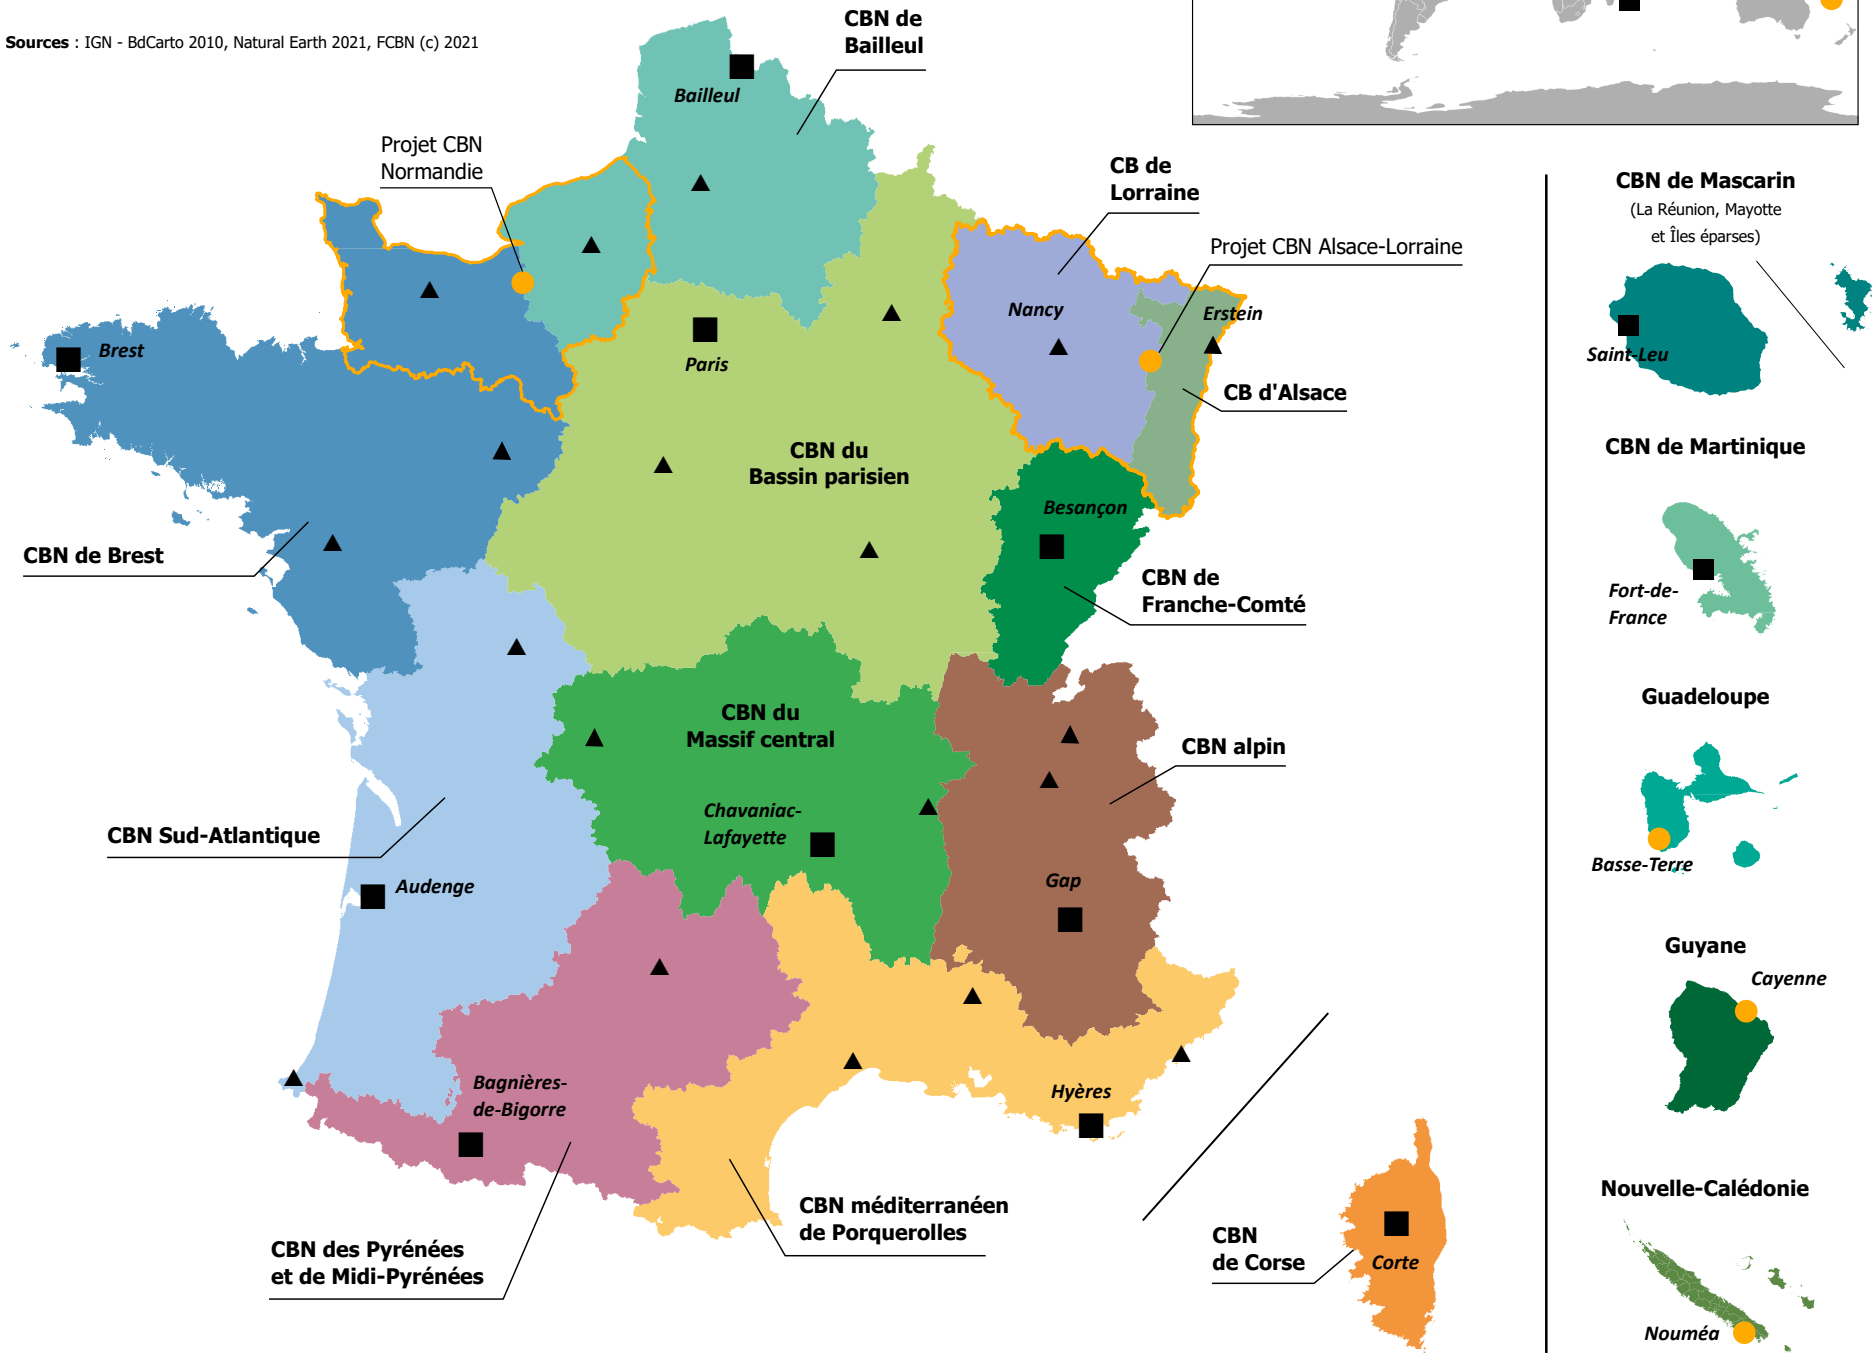 Sources : IGN - BdCarto 2010, Natural Earth 2021, FCBN (c) 2021
CBN de
Bailleul
Bailleul
Projet CBN
Normandie
CB de
Lorraine
Projet CBN Alsace-Lorraine
Nancy
Erstein
Brest
Paris
CB d'Alsace
CBN du
Bassin parisien
Besançon
CBN de Brest
CBN de
Franche-Comté
CBN du
Massif central
CBN alpin
Chavaniac-
Lafayette
CBN Sud-Atlantique
Audenge
Gap
Bagnières-
de-Bigorre
Hyères
CBN méditerranéen
de Porquerolles
CBN des Pyrénées
et de Midi-Pyrénées
CBN
de Corse
Corte
CBN de Mascarin
(La Réunion, Mayotte
et Îles éparses)
Saint-Leu
CBN de Martinique
Fort-de-
France
Guadeloupe
Basse-Terre
Guyane
Cayenne
Nouvelle-Calédonie
Nouméa